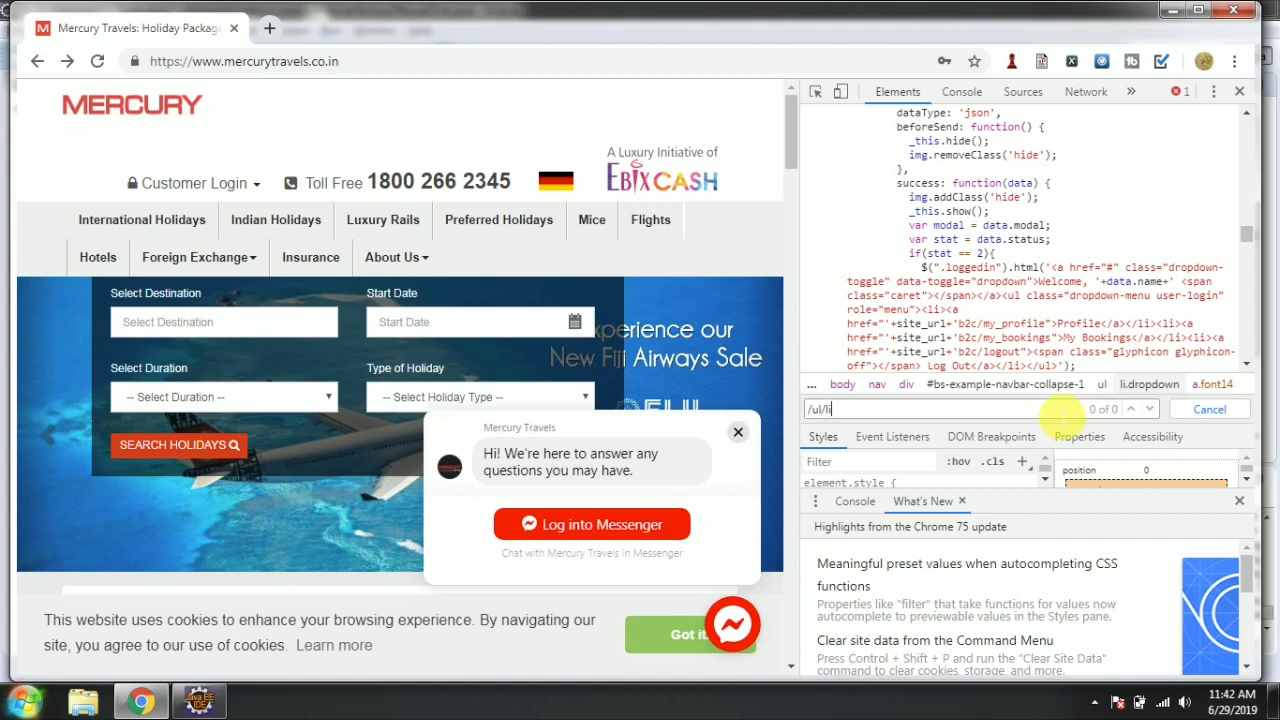 Mercury Travels: Holiday Package
https://www.mercurytravels.co.in
MERCURY
A Luxury Initiative of
EBIXCASH
Customer Login
Toll Free 1800 266 2345
International Holidays
Indian Holidays
Luxury Rails
Preferred Holidays
Mice
Flights
Hotels
Foreign Exchange
Insurance
About Us
Select Destination
Start Date
Select Destination
Start Date
Select Duration
Type of Holiday
-- Select Duration --
-- Select Holiday Type --
SEARCH HOLIDAYS
xperience our
New Fiji Airways Sale
Mercury Travels
Hi! We're here to answer any
questions you may have.
Log into Messenger
Chat with Mercury Travels in Messenger
This website uses cookies to enhance your browsing experience. By navigating our
site, you agree to our use of cookies. Learn more
Got it
Elements
Console
Sources
Network
1
dataType: 'json',
beforeSend: function() {
_this.hide();
img.removeClass('hide');
},
success: function(data) {
img.addClass('hide');
_this.show();
var modal = data.modal;
var stat = data.status;
if(stat == 2){
$(".loggedin").html('<a href="#" class="dropdown-
toggle" data-toggle="dropdown">Welcome, '+data.name+' <span
class="caret"></span></a><ul class="dropdown-menu user-login"
role="menu"><li><a
href="'+site_url+'b2c/my_profile">Profile</a></li><li><a
href="'+site_url+'b2c/my_bookings">My Bookings</a></li><li><a
href="'+site_url+'b2c/logout"><span class="glyphicon glyphicon-
off"></span> Log Out</a></li></ul>');
... body nav div #bs-example-navbar-collapse-1 ul li.dropdown a.font14
/ul/li
0 of 0
Cancel
Styles
Event Listeners
DOM Breakpoints
Properties
Accessibility
Filter
:hov .cls +
position 0
element.style {
Console
What's New
Highlights from the Chrome 75 update
Meaningful preset values when autocompleting CSS
functions
Properties like "filter" that take functions for values now
autocomplete to previewable values in the Styles pane.
Clear site data from the Command Menu
Press Control + Shift + P and run the "Clear Site Data"
command to clear cookies, storage, and more.
Java EE
IDE
11:42 AM
6/29/2019